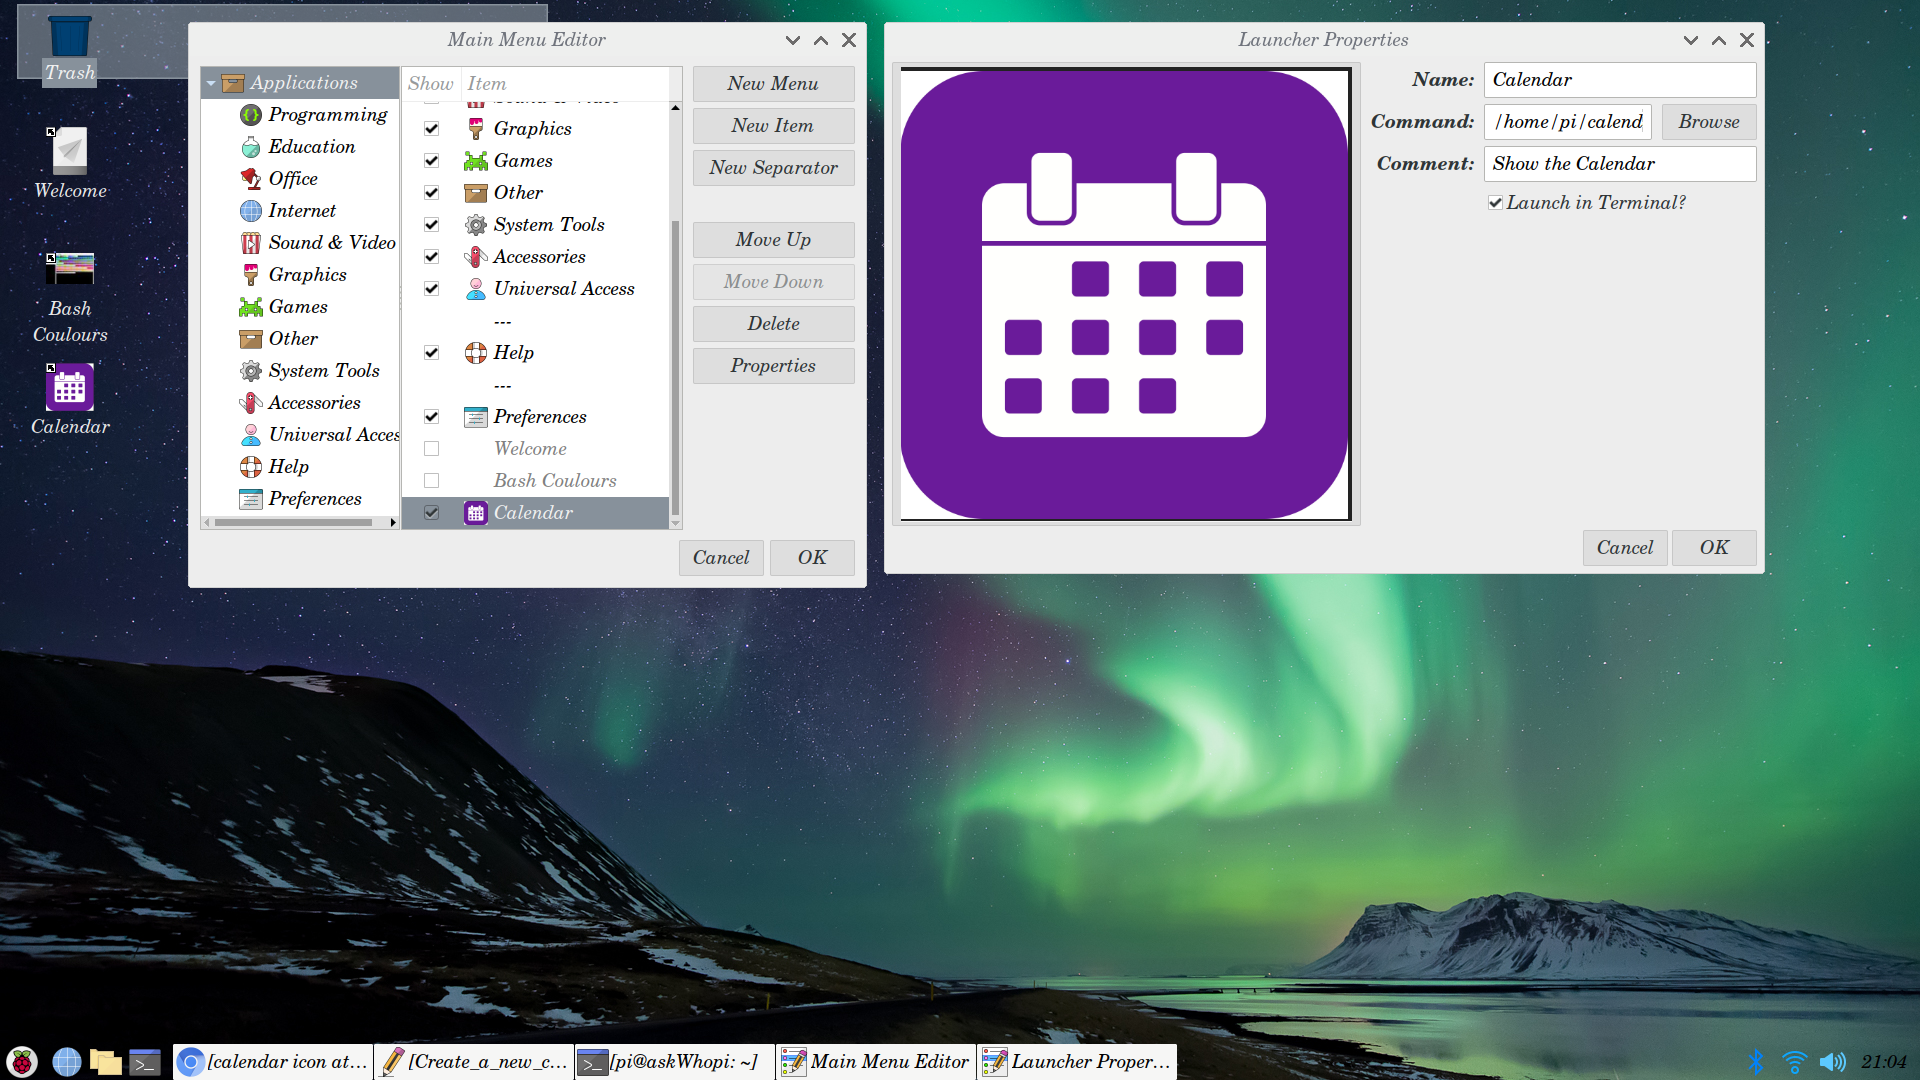 Trash
Welcome
Bash
Coulours
Calendar
Main Menu Editor
Applications
Programming
Education
Office
Internet
Sound & Video
Graphics
Games
Other
System Tools
Accessories
Universal Acces
Help
Preferences
Show Item
Graphics
Games
Other
System Tools
Accessories
Universal Access
---
Help
---
Preferences
Welcome
Bash Coulours
Calendar
New Menu
New Item
New Separator
Move Up
Move Down
Delete
Properties
Cancel
OK
Launcher Properties
Name: Calendar
Command: /home/pi/calend Browse
Comment: Show the Calendar
Launch in Terminal?
Cancel
OK
[calendar icon at...
[Create_a_new_c...
[pi@askWhopi: ~]
Main Menu Editor
Launcher Proper...
21:04